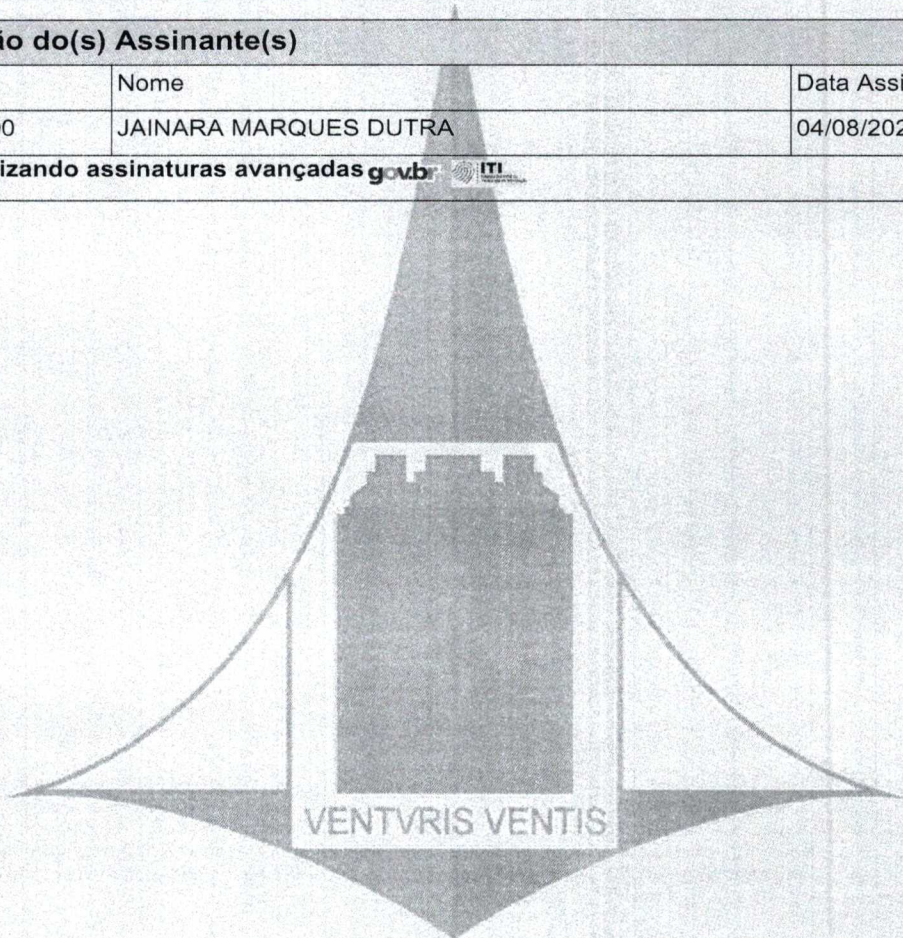 ão do(s) Assinante(s)
Nome
Data Assi
0
JAINARA MARQUES DUTRA
04/08/202
izando assinaturas avançadas gov.br ITI
VENTVRIS VENTIS